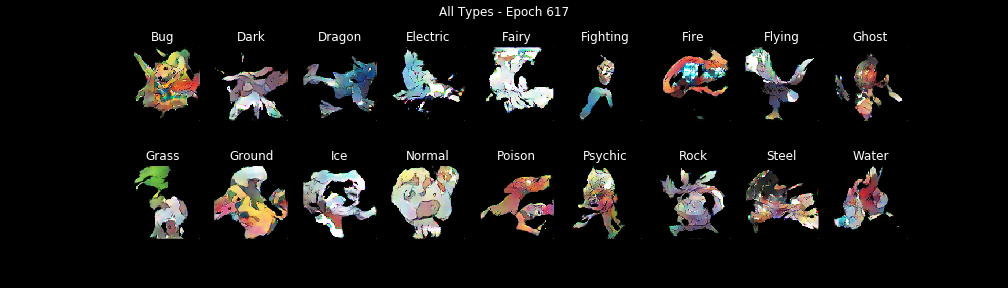 All Types - Epoch 617
Bug Dark Dragon Electric Fairy Fighting Fire Flying Ghost
Grass Ground Ice Normal Poison Psychic Rock Steel Water